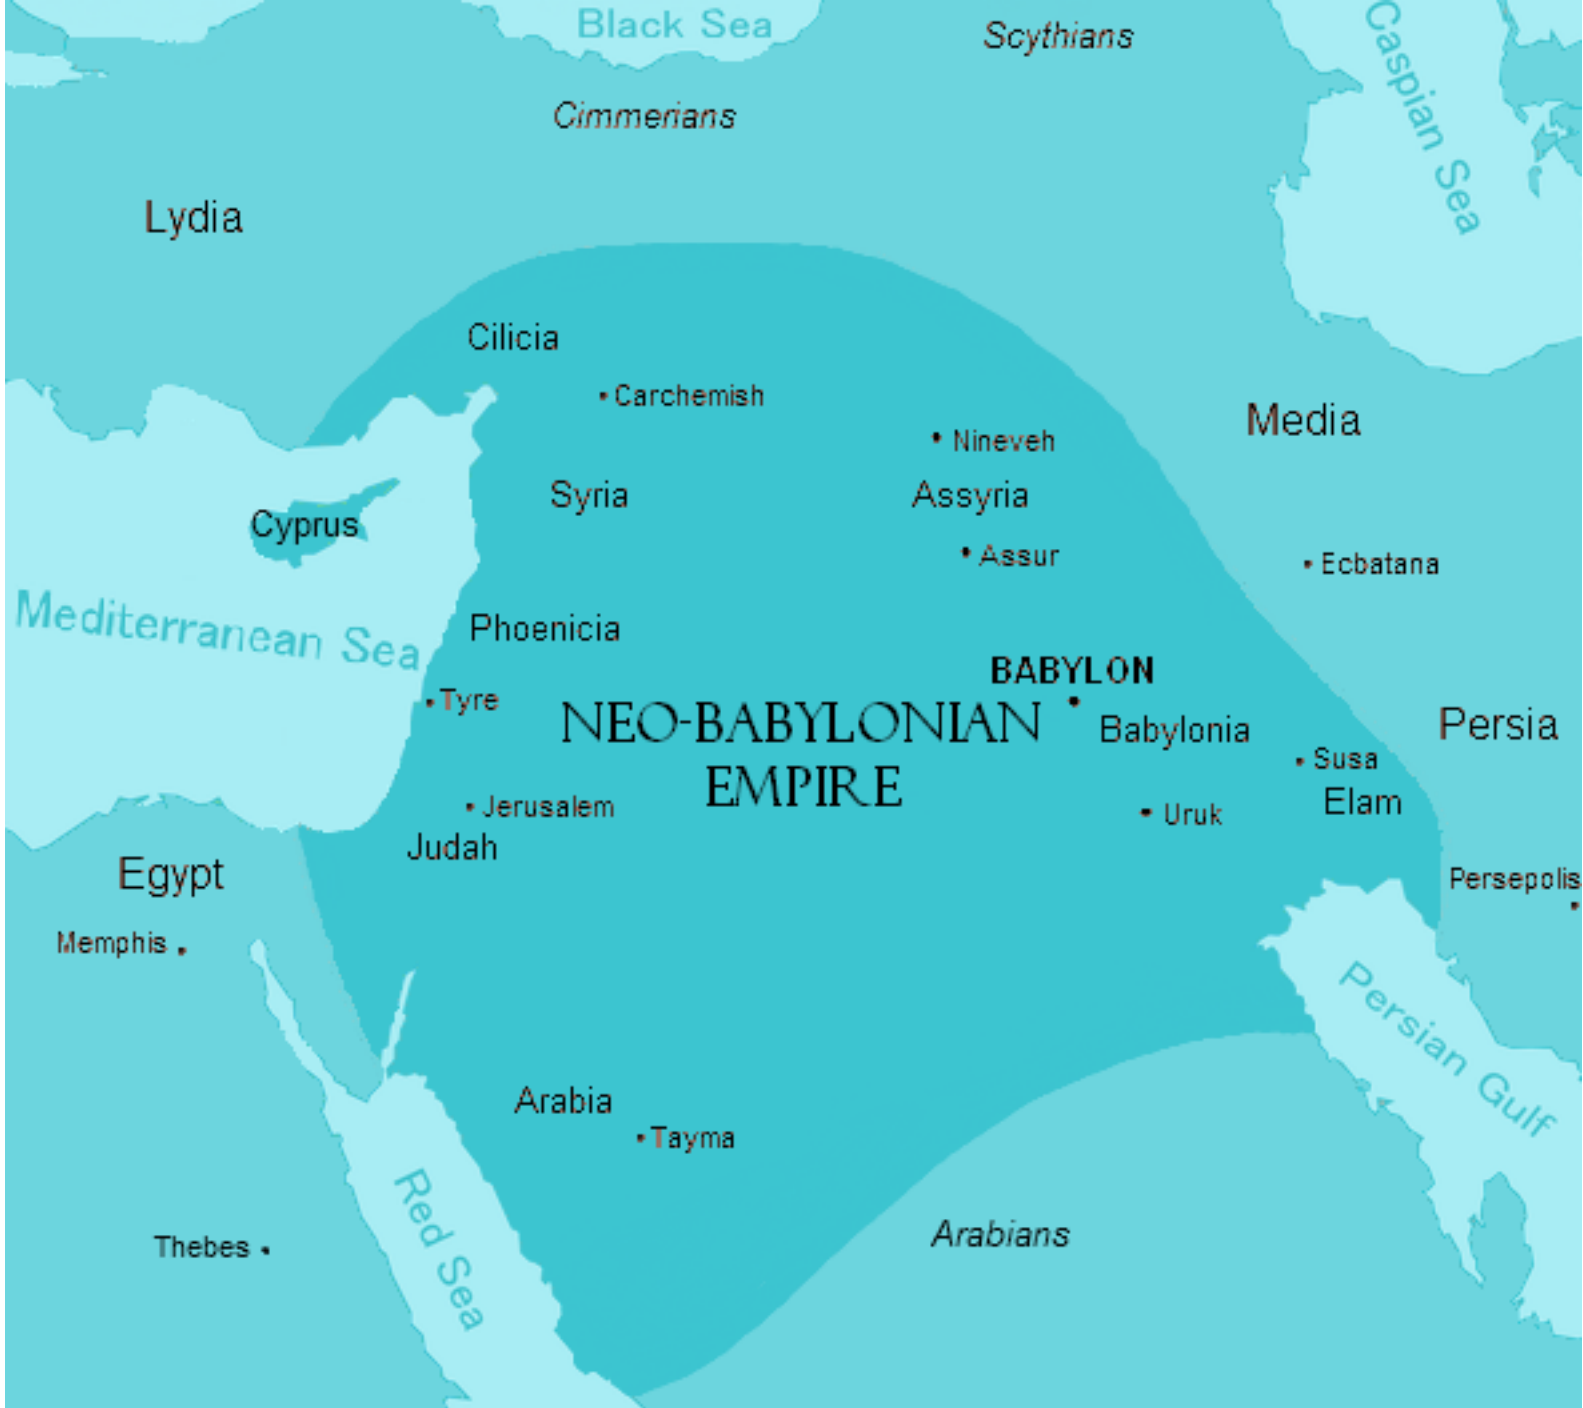 Black Sea
Scythians
Caspian Sea
Cimmerians
Lydia
Cilicia
Carchemish
Media
Nineveh
Syria
Assyria
Cyprus
Assur
Ecbatana
Mediterranean Sea
Phoenicia
BABYLON
Tyre
NEO-BABYLONIAN
EMPIRE
Babylonia
Persia
Susa
Elam
Jerusalem
Uruk
Judah
Egypt
Persepolis
Memphis
Persian Gulf
Arabia
Tayma
Red Sea
Arabians
Thebes